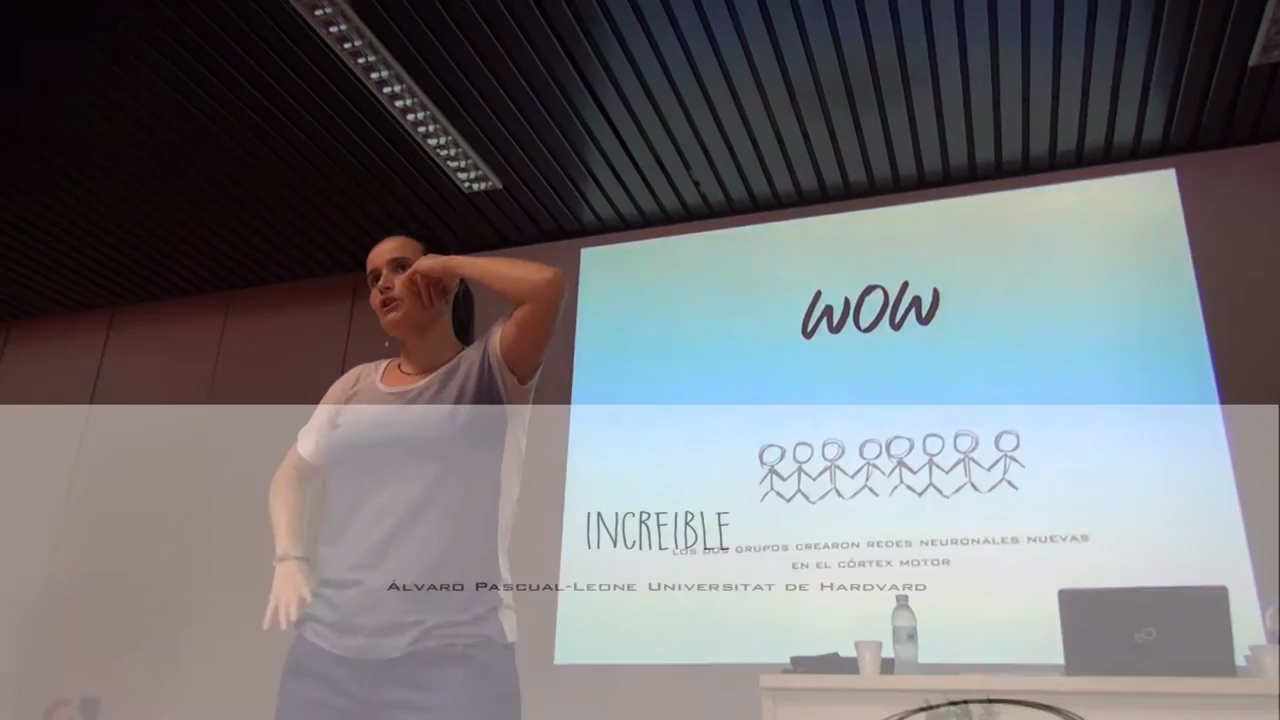 WOW
INCREIBLE
LOS DOS GRUPOS CREARON REDES NEURONALES NUEVAS
EN EL CÓRTEX MOTOR
Álvaro Pascual-Leone Universitat de Hardvard